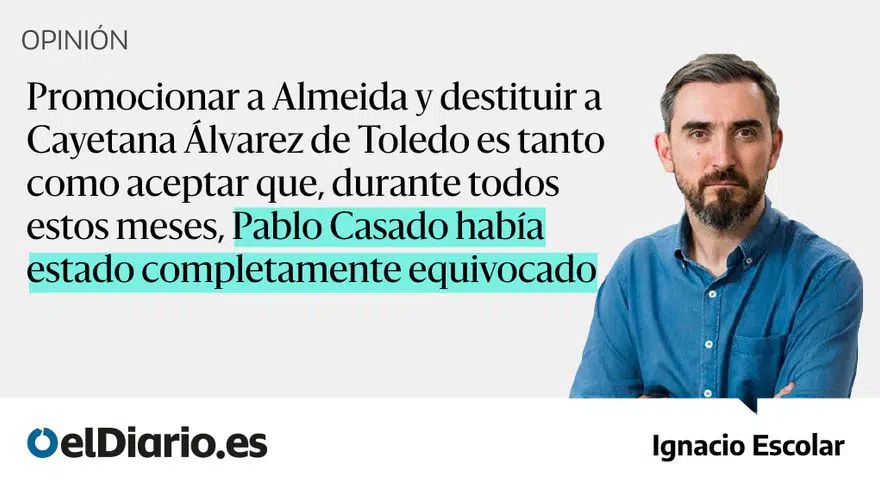 OPINIÓN
Promocionar a Almeida y destituir a
Cayetana Álvarez de Toledo es tanto
como aceptar que, durante todos
estos meses, Pablo Casado había
estado completamente equivocado
elDiario.es
Ignacio Escolar